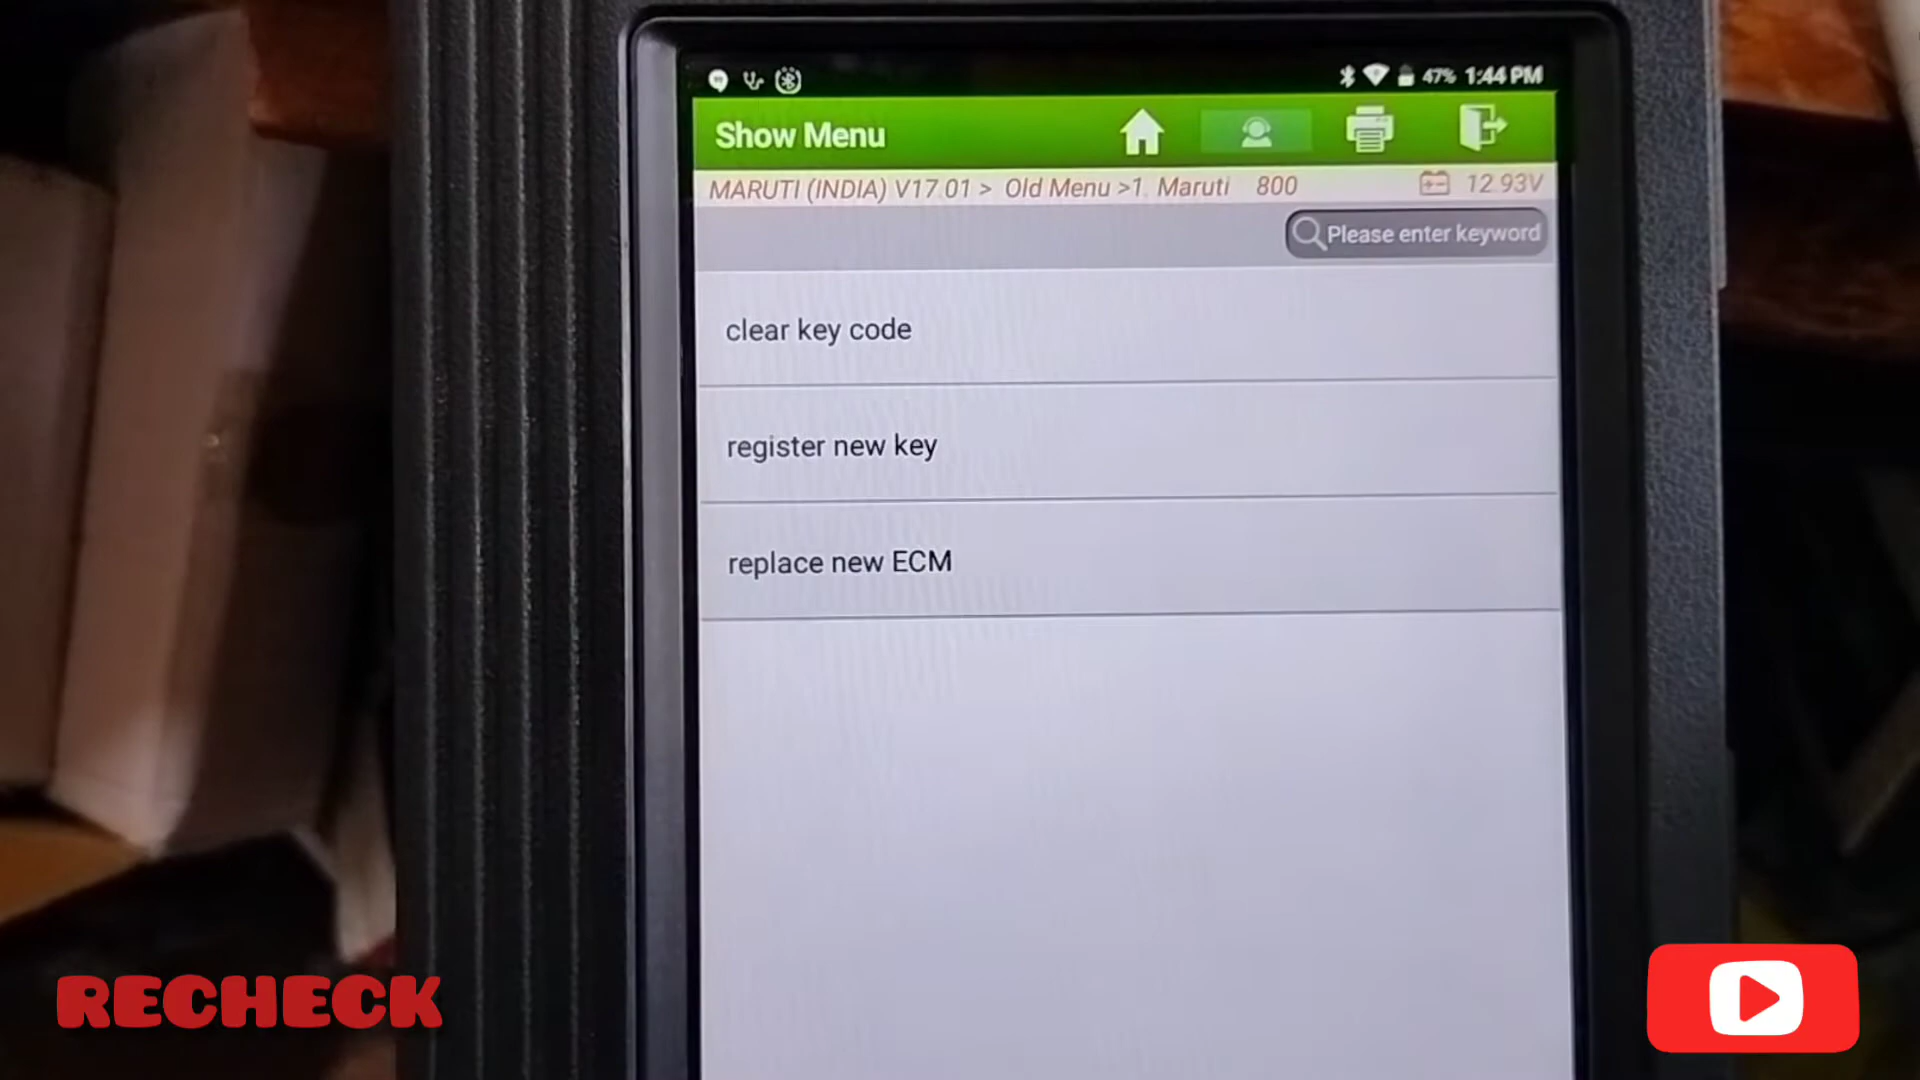 47% 1:44 PM
Show Menu
MARUTI (INDIA) V17 01 > Old Menu >1. Maruti 800 12 93V
Please enter keyword
clear key code
register new key
replace new ECM
RECHECK